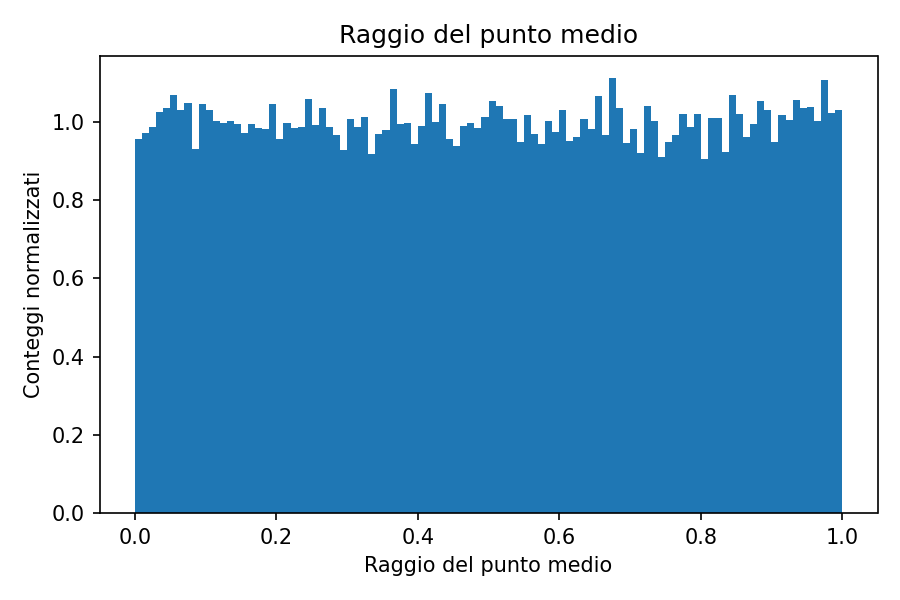 Raggio del punto medio
Conteggi normalizzati
1.0
0.8
0.6
0.4
0.2
0.0
0.0 0.2 0.4 0.6 0.8 1.0
Raggio del punto medio